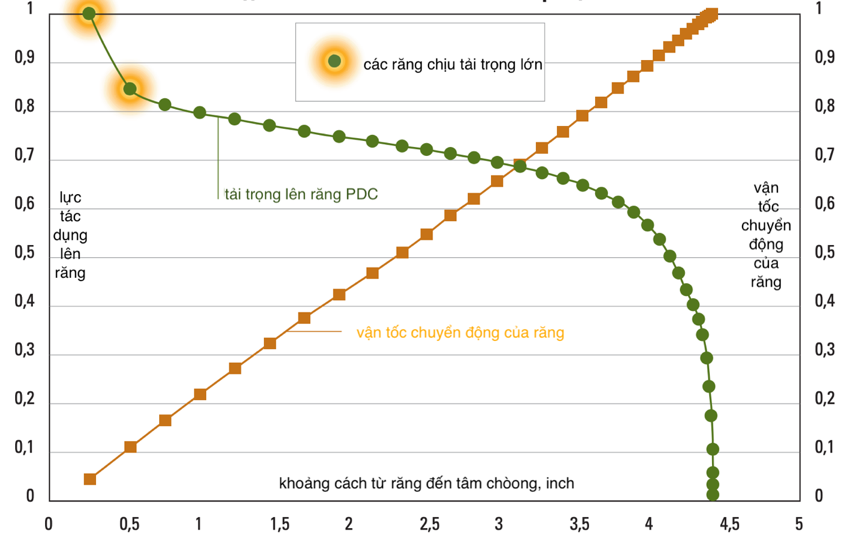 1
1
0,9
0,9
0,8
0,8
0,7
0,7
0,6
0,6
0,5
0,5
0,4
0,4
0,3
0,3
0,2
0,2
0,1
0,1
0
0
các răng chịu tải trọng lớn
tải trọng lên răng PDC
lực
tác
dụng
lên
răng
vận
tốc
chuyển
động
của
răng
vận tốc chuyển động của răng
khoảng cách từ răng đến tâm chòong, inch
0
0,5
1
1,5
2
2,5
3
3,5
4
4,5
5